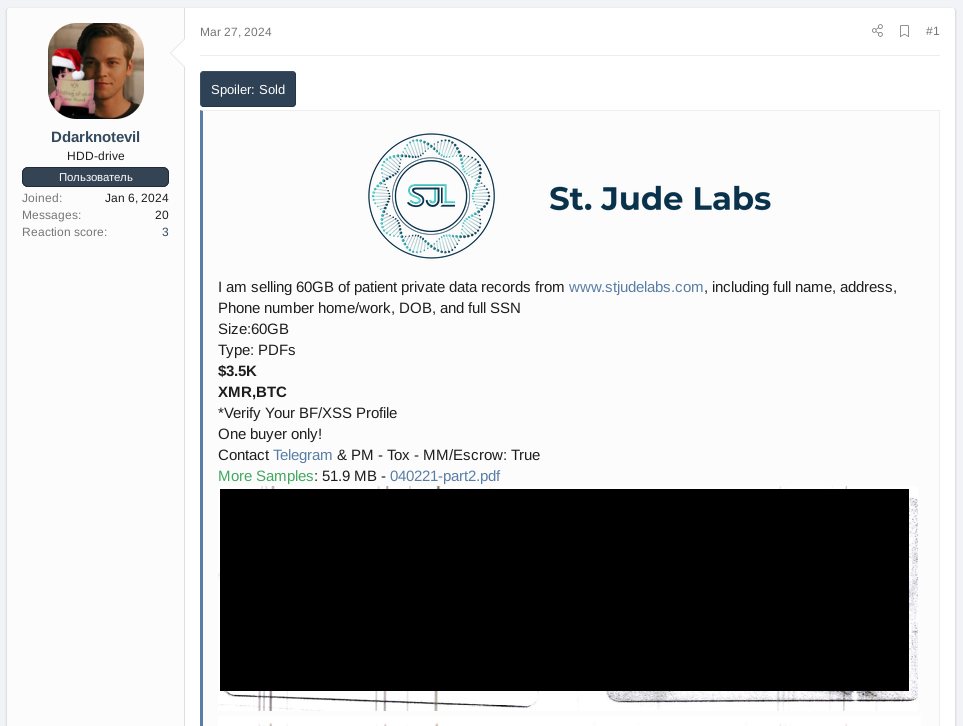 Mar 27, 2024
#1
Ddarknotevil
HDD-drive
Пользователь
Joined: Jan 6, 2024
Messages: 20
Reaction score: 3
Spoiler: Sold
SJL
St. Jude Labs
I am selling 60GB of patient private data records from www.stjudelabs.com, including full name, address,
Phone number home/work, DOB, and full SSN
Size:60GB
Type: PDFs
$3.5K
XMR,BTC
*Verify Your BF/XSS Profile
One buyer only!
Contact Telegram & PM - Tox - MM/Escrow: True
More Samples: 51.9 MB - 040221-part2.pdf